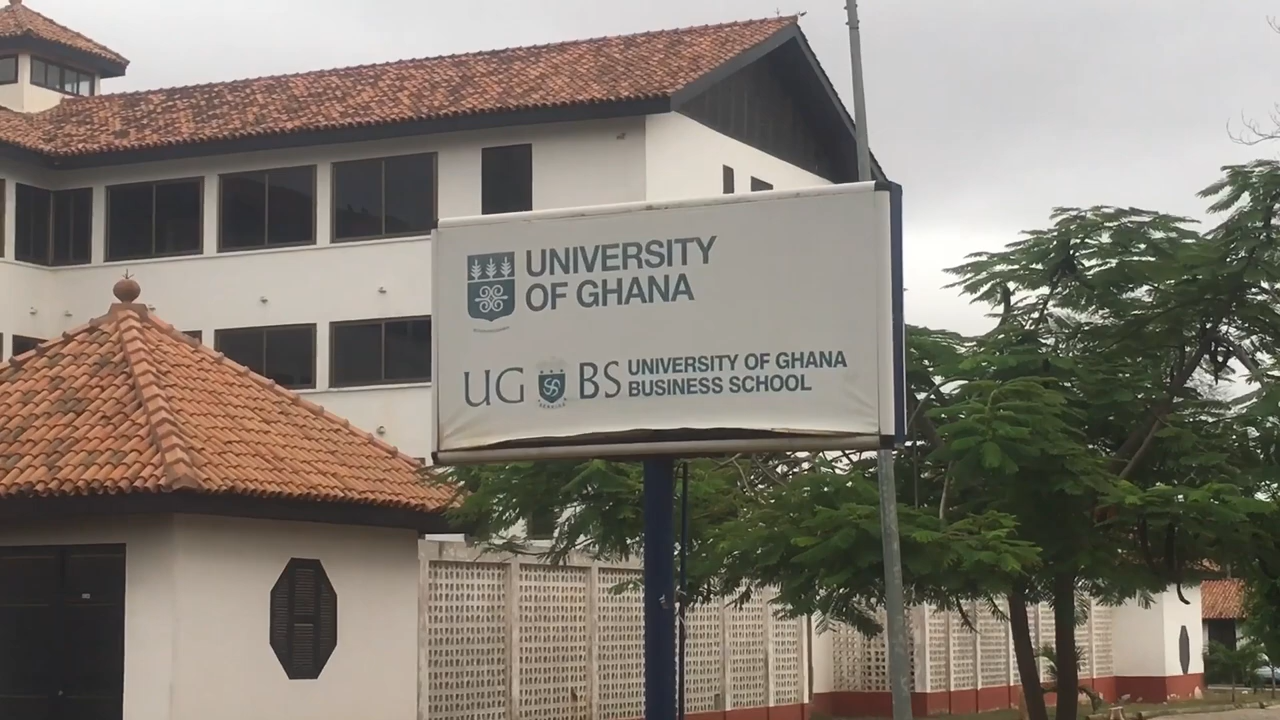 UNIVERSITY
OF GHANA
UG BS UNIVERSITY OF GHANA
BUSINESS SCHOOL